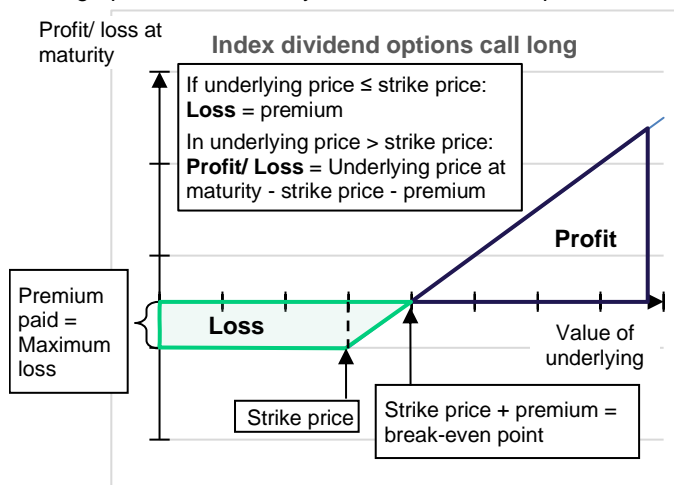 Profit/ loss at
maturity
Index dividend options call long
If underlying price ≤ strike price:
Loss = premium
In underlying price > strike price:
Profit/ Loss = Underlying price at
maturity - strike price - premium
Profit
Premium
paid =
Maximum
loss
Loss
Value of
underlying
Strike price
Strike price + premium =
break-even point